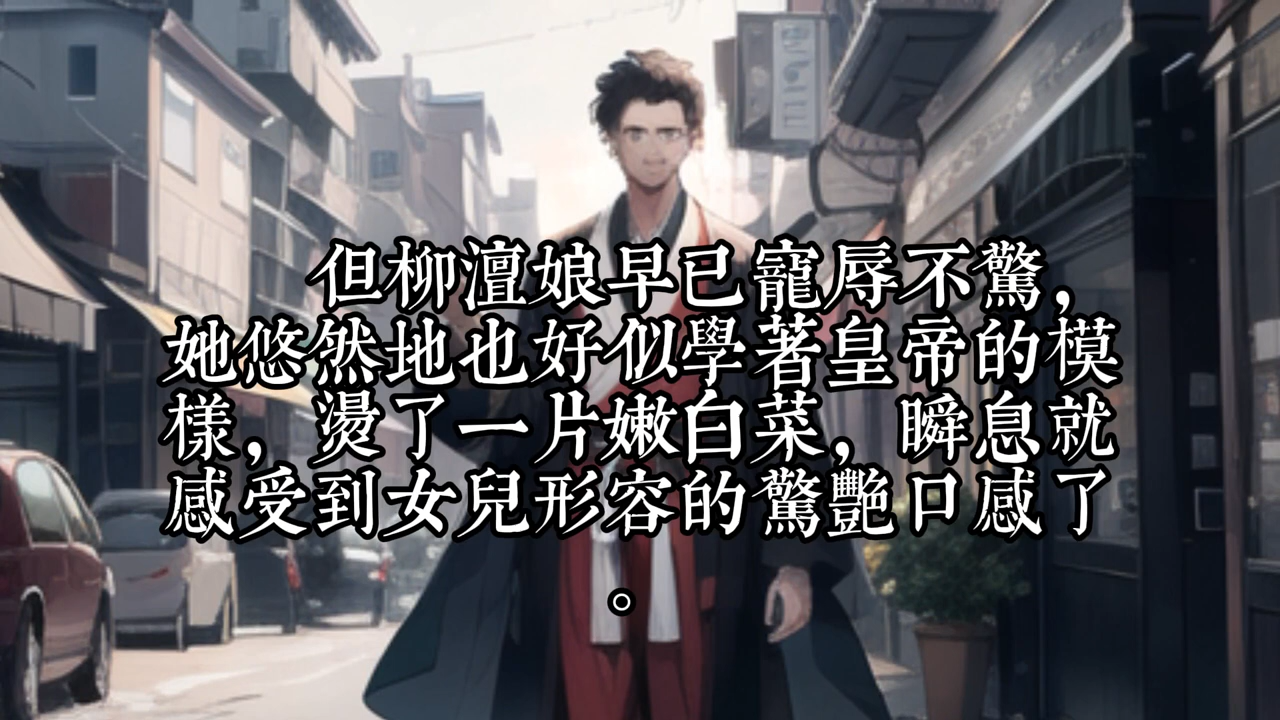 但柳澶娘早已寵辱不驚，
她悠然地也好似學著皇帝的模
樣，燙了一片嫩白菜，瞬息就
感受到女兒形容的驚艷口感了
。